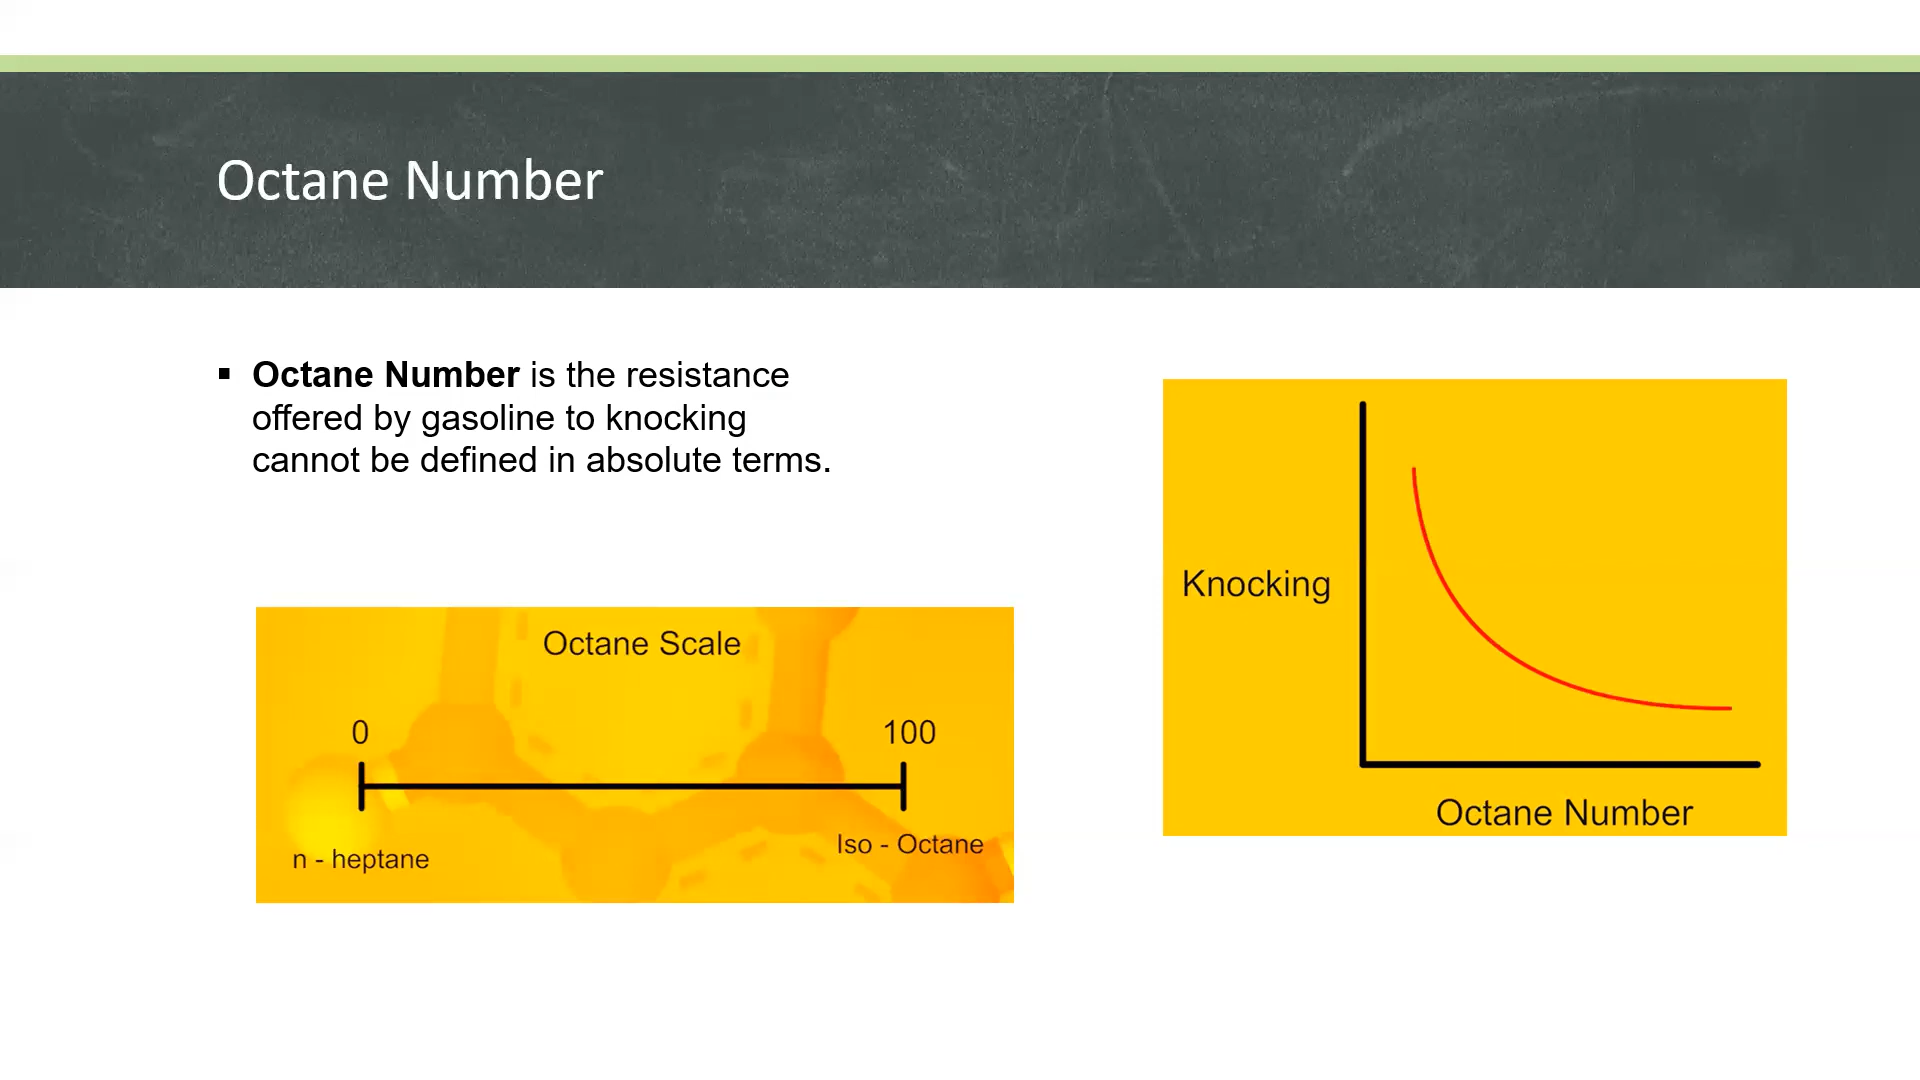 Octane Number
▪ Octane Number is the resistance
offered by gasoline to knocking
cannot be defined in absolute terms.
Octane Scale
0 100
n - heptane Iso - Octane
Knocking
Octane Number